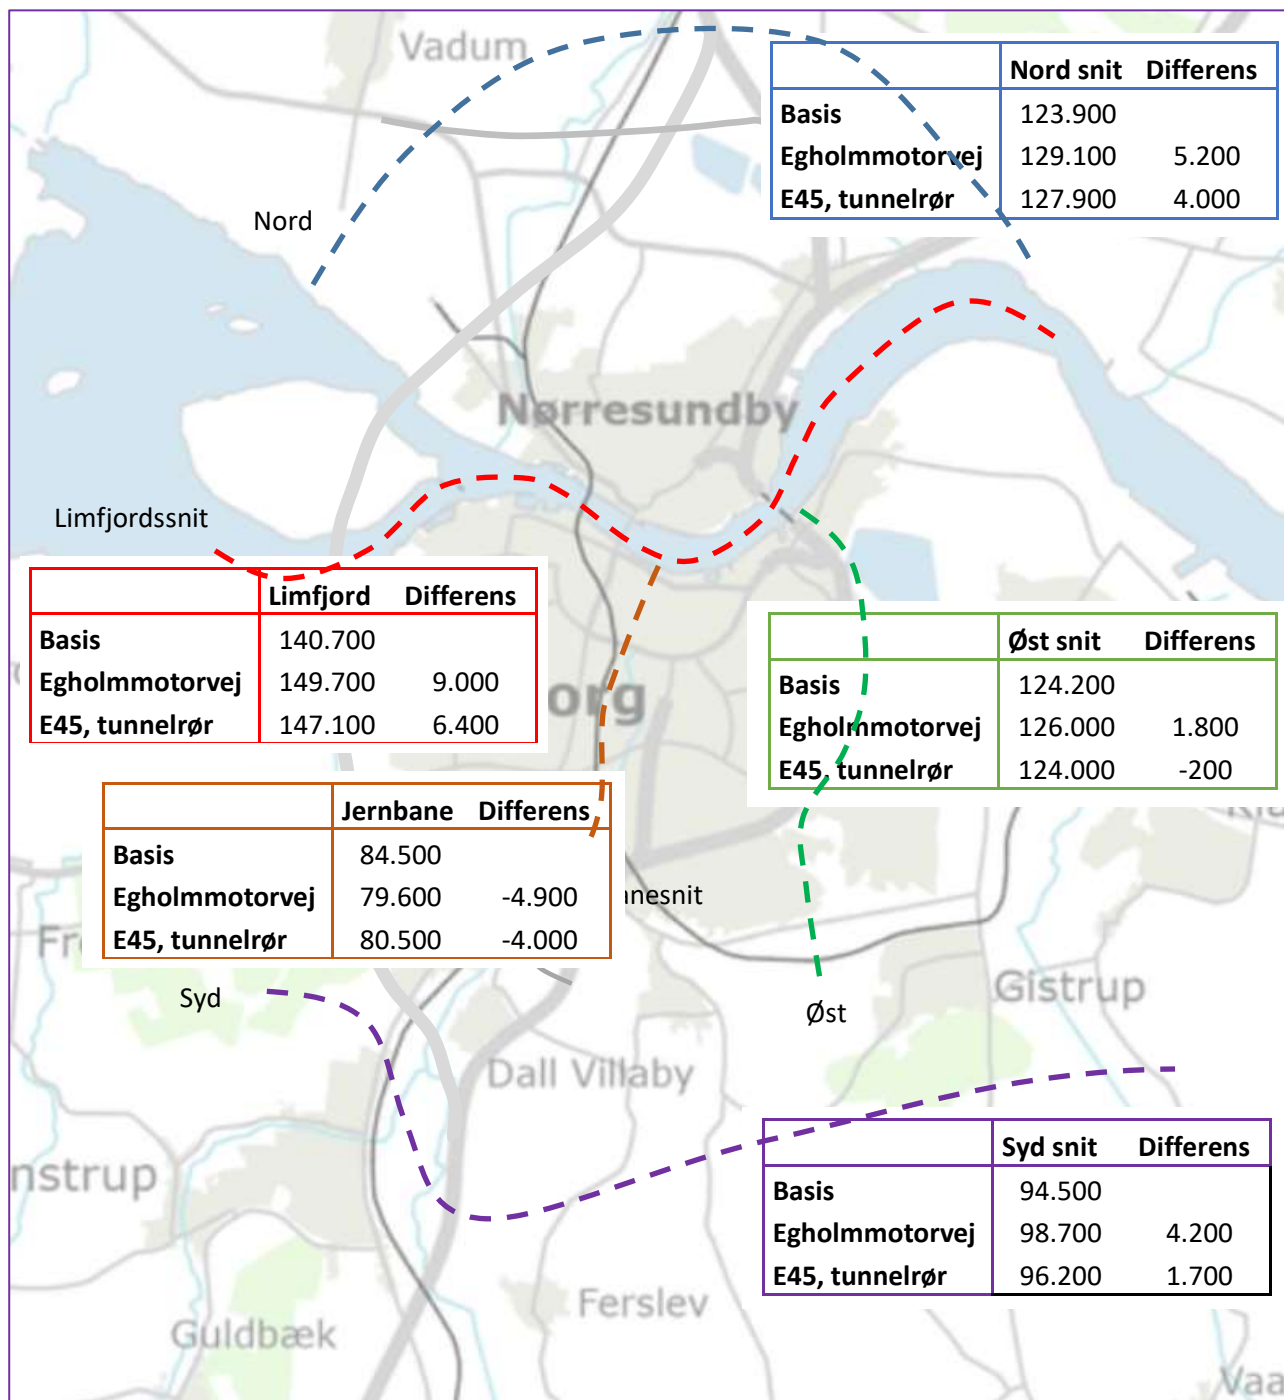 Vadum
Nord snit Differens
Basis 123.900
Egholmmotorvej 129.100 5.200
E45, tunnelrør 127.900 4.000
Nord
Nørresundby
Limfjordssnit
Limfjord Differens
Basis 140.700
Egholmmotorvej 149.700 9.000
E45, tunnelrør 147.100 6.400
org
Øst snit Differens
Basis 124.200
Egholmmotorvej 126.000 1.800
E45, tunnelrør 124.000 -200
Jernbane Differens
Basis 84.500
Egholmmotorvej 79.600 -4.900
E45, tunnelrør 80.500 -4.000
nesnit
Fr
Syd
Gistrup
Øst
Dall Villaby
Syd snit Differens
Basis 94.500
Egholmmotorvej 98.700 4.200
E45, tunnelrør 96.200 1.700
nstrup
Ferslev
Guldbæk
Vaa